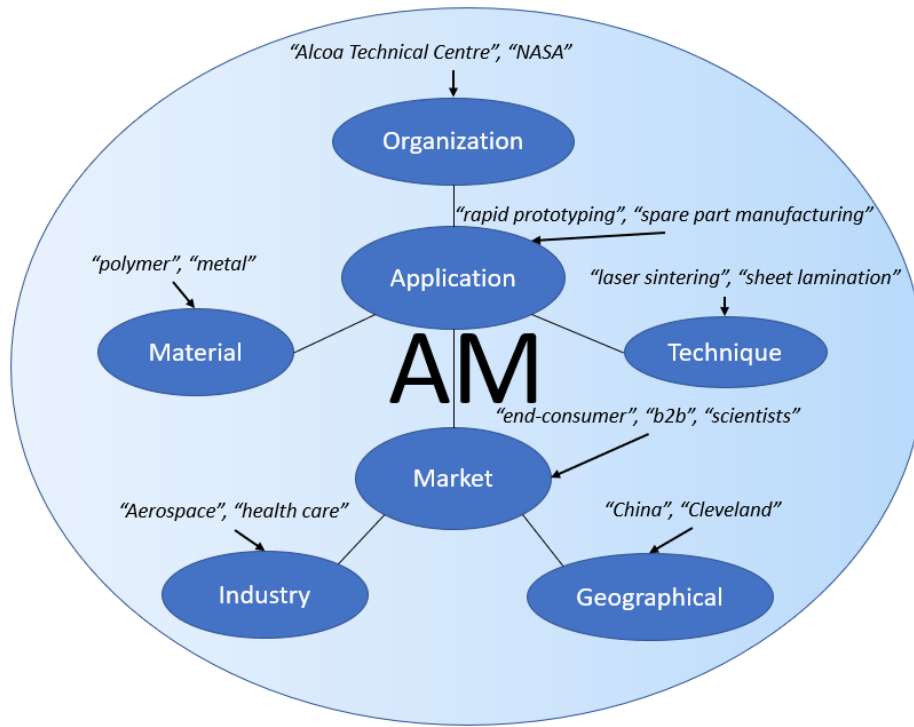 “Alcoa Technical Centre”, “NASA”
Organization
“rapid prototyping”, “spare part manufacturing”
“polymer”, “metal”
Application
“laser sintering”, “sheet lamination”
Material
Technique
AM
“end-consumer”, “b2b”, “scientists”
Market
“Aerospace”, “health care”
“China”, “Cleveland”
Industry
Geographical